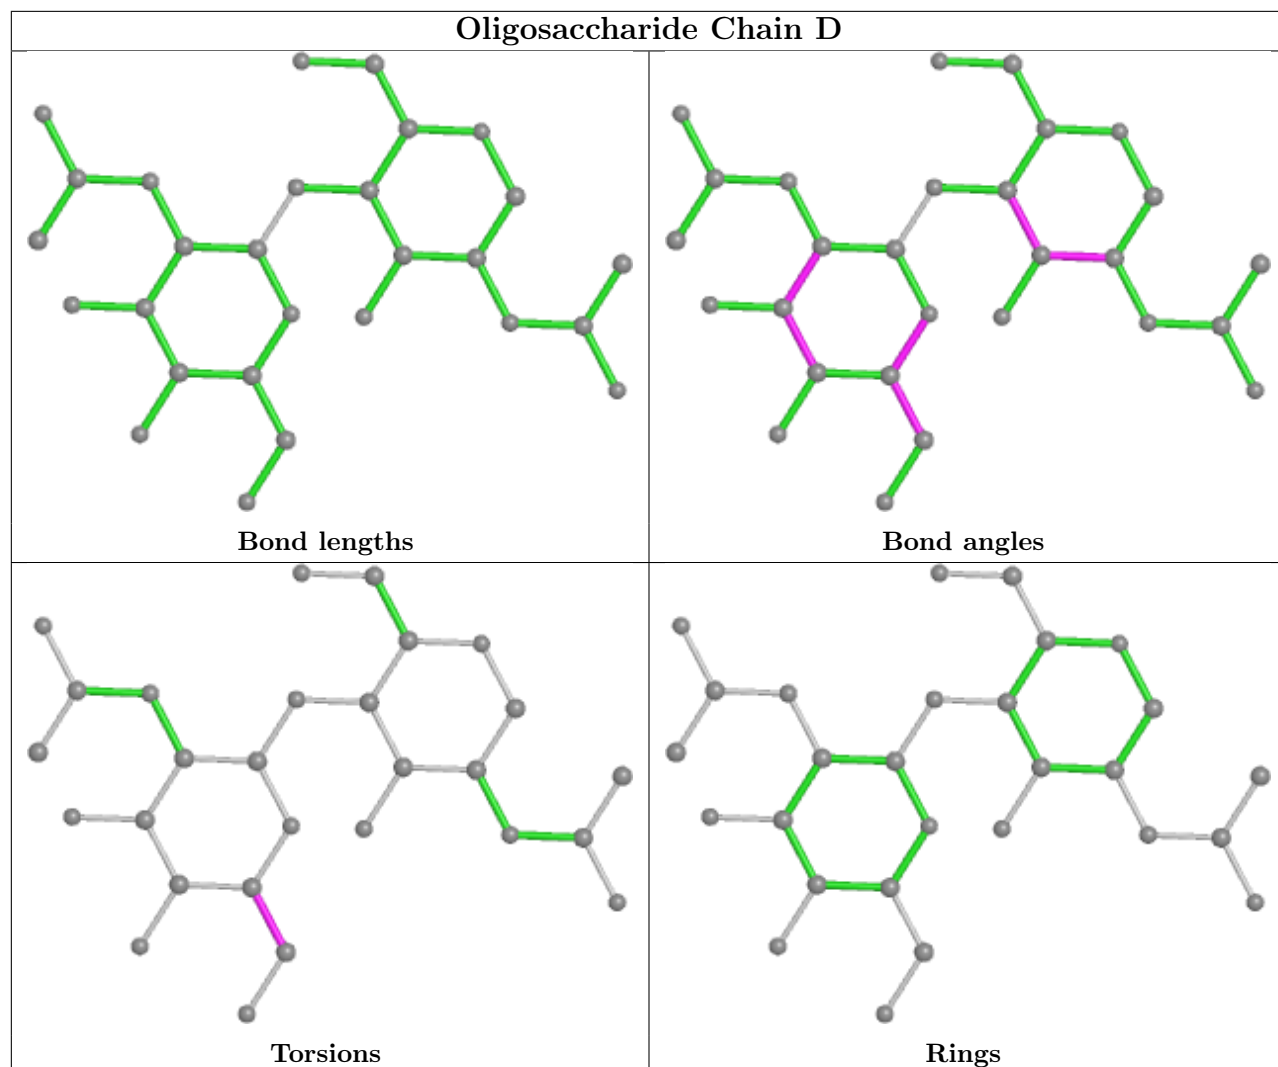 Oligosaccharide Chain D
Bond lengths
Bond angles
Torsions
Rings